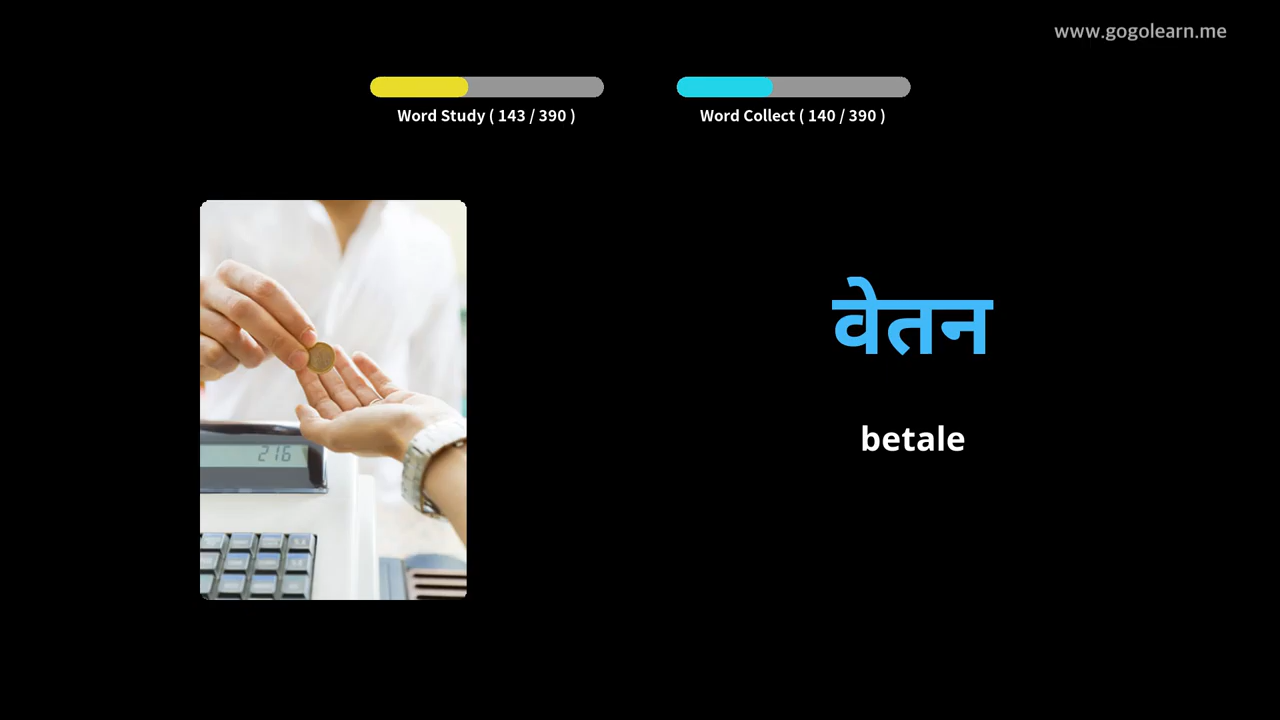 www.gogolearn.me
Word Study ( 143 / 390 )
Word Collect ( 140 / 390 )
वेतन
betale
216